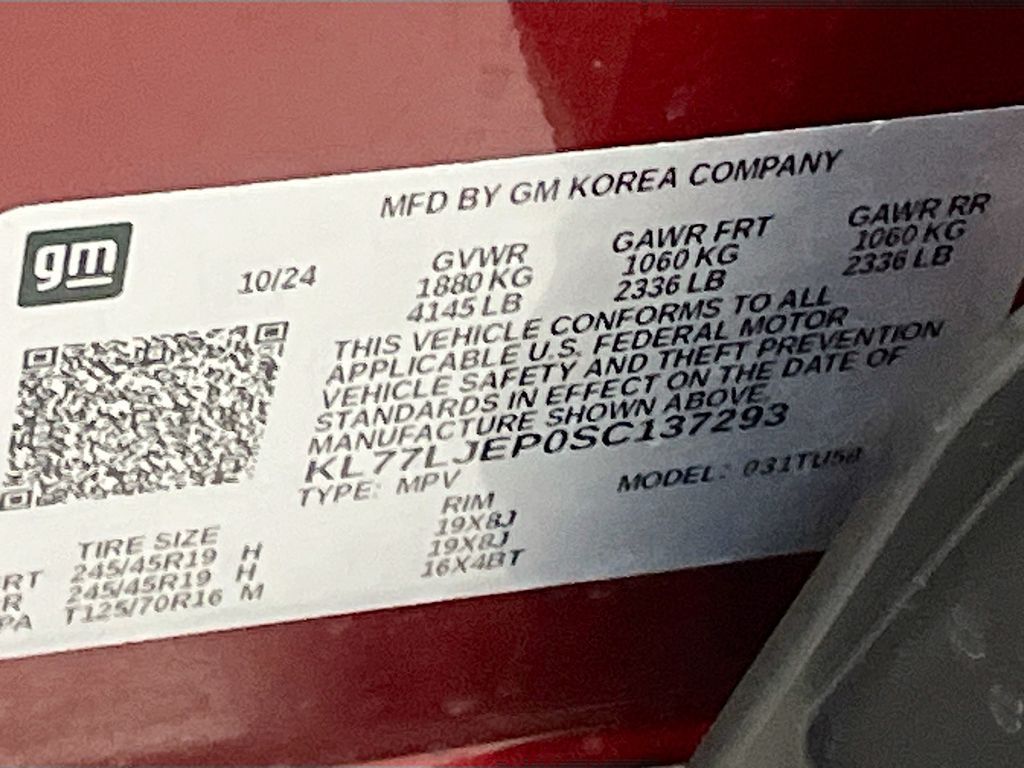 MFD BY GM KOREA COMPANY
gm
10/24
GVWR GAWR FRT GAWR RR
1880 KG 1060 KG 1060 KG
4145 LB 2336 LB 2336 LB
THIS VEHICLE CONFORMS TO ALL
APPLICABLE U.S. FEDERAL MOTOR
VEHICLE SAFETY AND THEFT PREVENTION
STANDARDS IN EFFECT ON THE DATE OF
MANUFACTURE SHOWN ABOVE.
KL77LJEP0SC137293
TYPE: MPV MODEL:
TIRE SIZE RIM
RT 245/45R19 H 19X8J
R 245/45R19 H 19X8J
PA T125/70R16 M 16X4BT